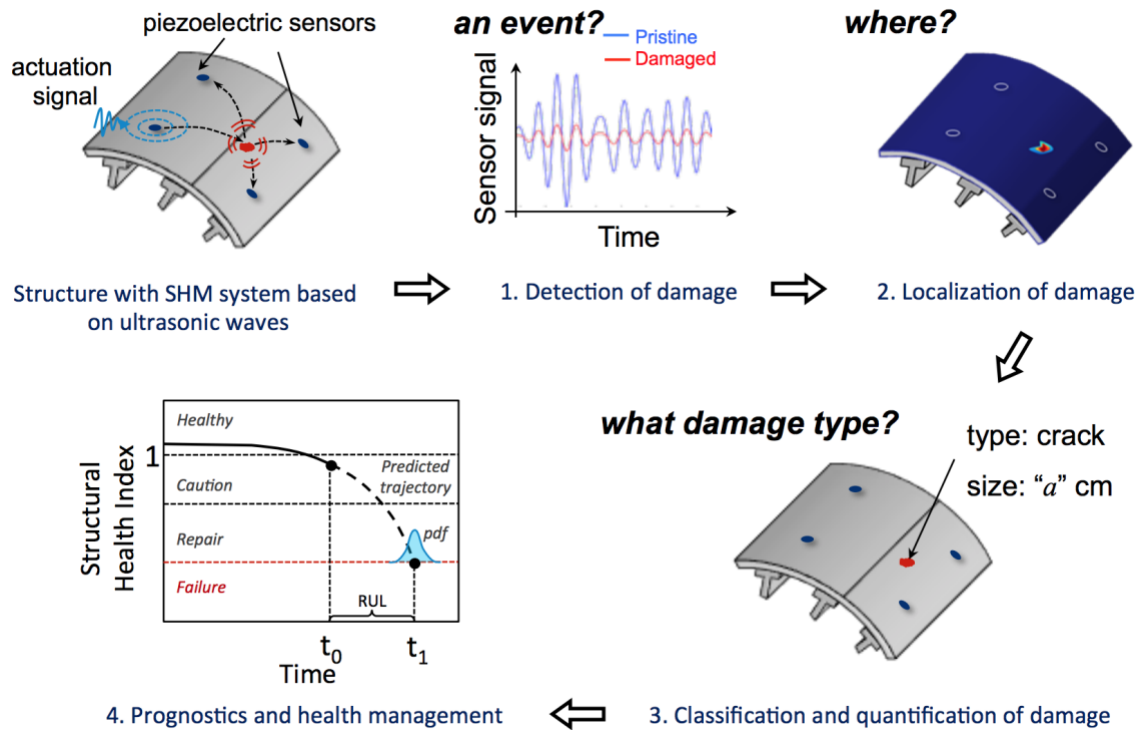 piezoelectric sensors
actuation
signal
Structure with SHM system based
on ultrasonic waves
an event?
Pristine
Damaged
Sensor signal
Time
1. Detection of damage
where?
2. Localization of damage
what damage type?
type: crack
size: “a” cm
3. Classification and quantification of damage
Structural
Health Index
1
Healthy
Caution
Predicted
trajectory
Repair
pdf
Failure
RUL
t0
t1
Time
4. Prognostics and health management